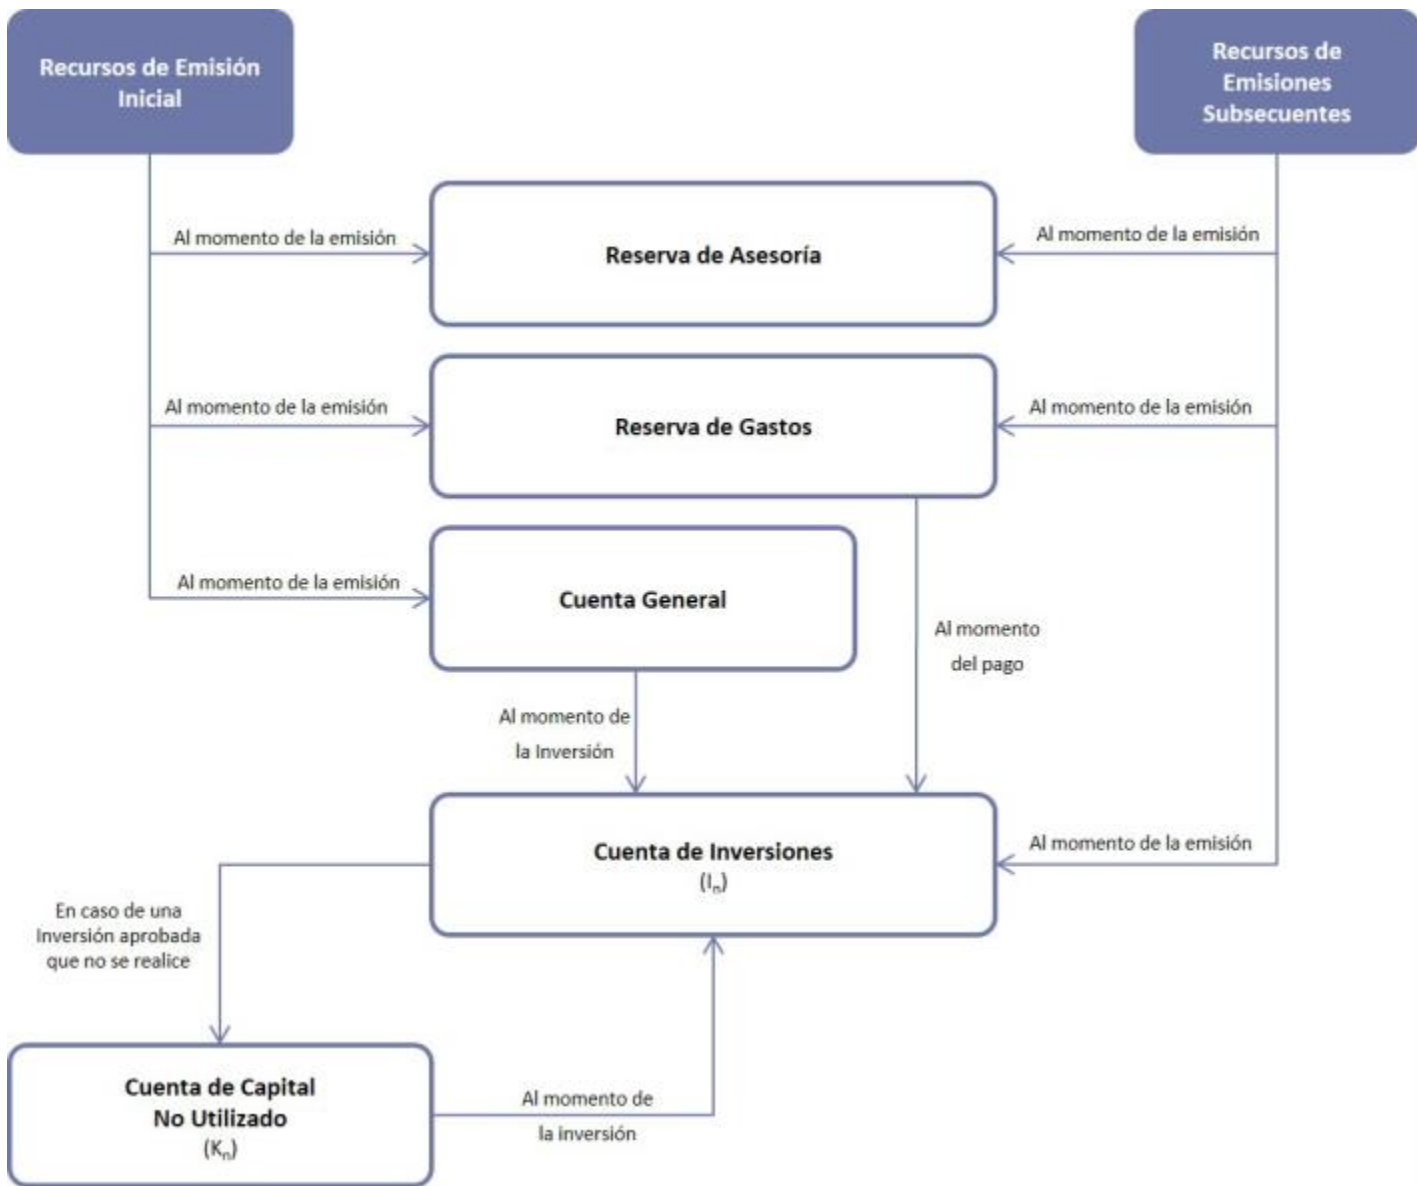 Recursos de Emisión
Inicial
Recursos de
Emisiones
Subsecuentes
Al momento de la emisión
Reserva de Asesoría
Al momento de la emisión
Al momento de la emisión
Reserva de Gastos
Al momento de la emisión
Al momento de la emisión
Cuenta General
Al momento
del pago
Al momento de
la Inversión
Cuenta de Inversiones
(Iₙ)
Al momento de la emisión
En caso de una
Inversión aprobada
que no se realice
Cuenta de Capital
No Utilizado
(Kₙ)
Al momento de
la inversión